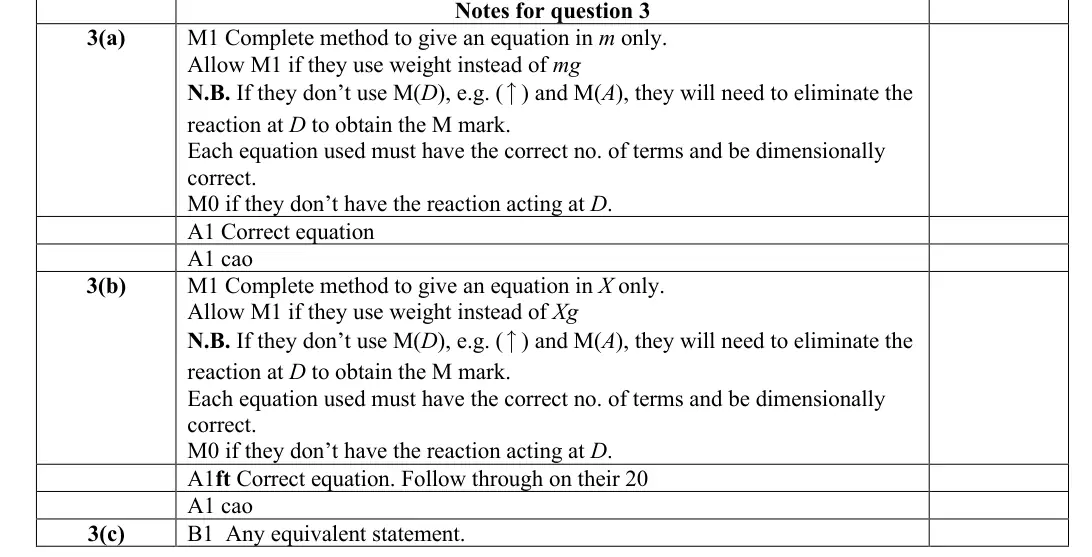 Notes for question 3
3(a) M1 Complete method to give an equation in m only.
Allow M1 if they use weight instead of mg
N.B. If they don’t use M(D), e.g. (↑) and M(A), they will need to eliminate the
reaction at D to obtain the M mark.
Each equation used must have the correct no. of terms and be dimensionally
correct.
M0 if they don’t have the reaction acting at D.
A1 Correct equation
A1 cao
3(b) M1 Complete method to give an equation in X only.
Allow M1 if they use weight instead of Xg
N.B. If they don’t use M(D), e.g. (↑) and M(A), they will need to eliminate the
reaction at D to obtain the M mark.
Each equation used must have the correct no. of terms and be dimensionally
correct.
M0 if they don’t have the reaction acting at D.
A1ft Correct equation. Follow through on their 20
A1 cao
3(c) B1 Any equivalent statement.